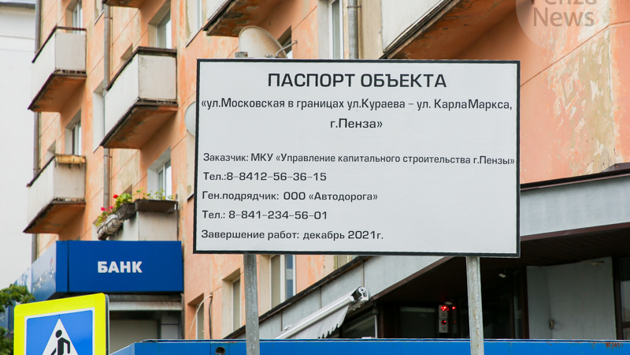 Penza
News
ПАСПОРТ ОБЪЕКТА
«ул.Московская в границах ул.Кураева – ул. Карла Маркса,
г.Пенза»
Заказчик: МКУ «Управление капитального строительства г.Пензы»
Тел.:8-8412-56-36-15
Ген.подрядчик: ООО «Автодорога»
Тел.: 8-841-234-56-01
Завершение работ: декабрь 2021г.
БАНК